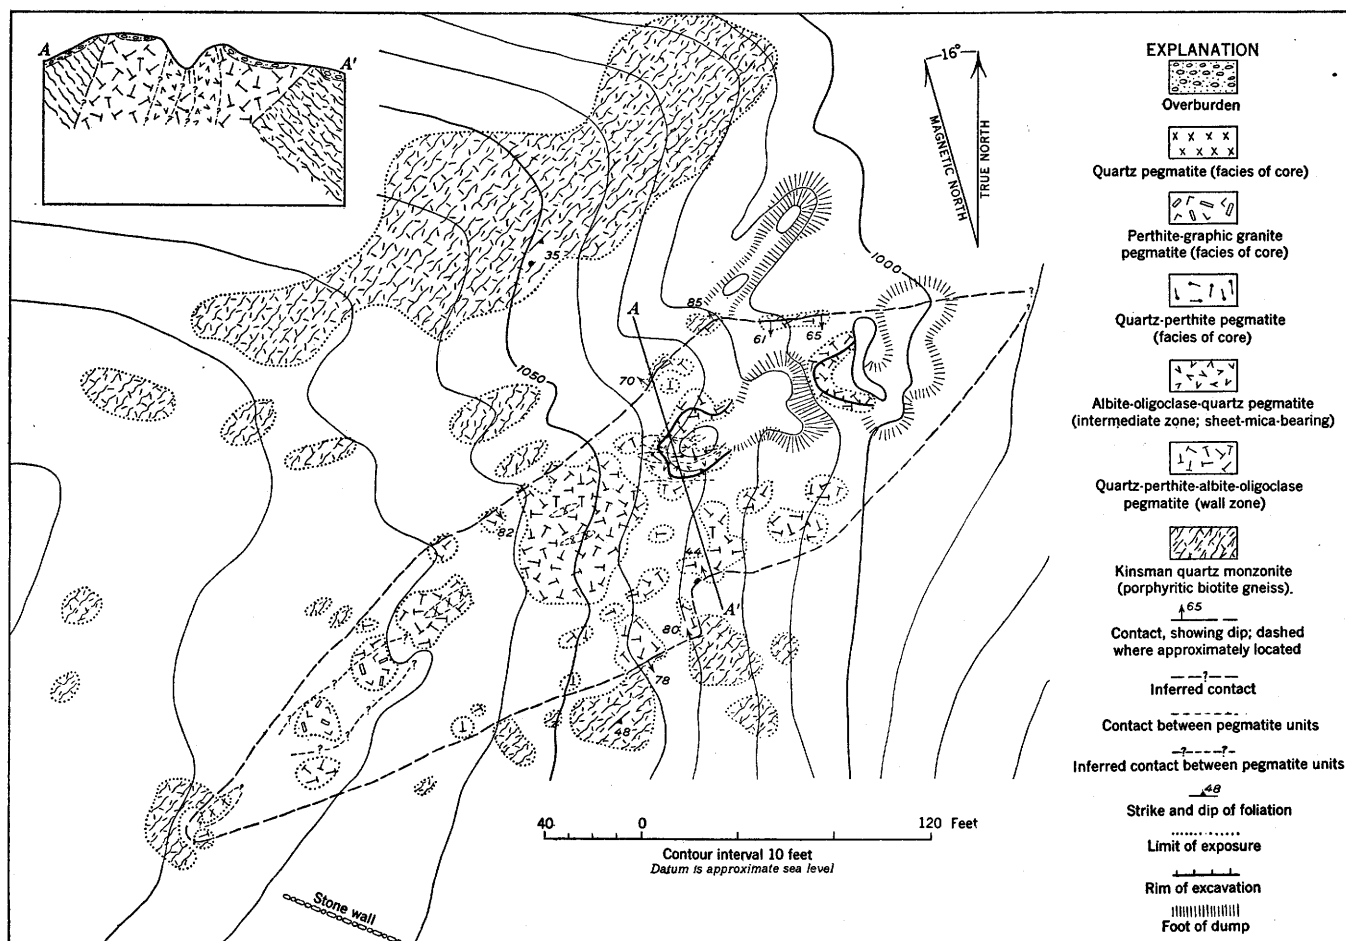 A
A'
16°
MAGNETIC NORTH
TRUE NORTH
1000
35
85
A
61
65
1050
70
82
44
A'
80
78
48
?
?
?
?
?
?
?
40 0 120 Feet
Contour interval 10 feet
Datum is approximate sea level
Stone wall
EXPLANATION
Overburden
Quartz pegmatite (facies of core)
Perthite-graphic granite
pegmatite (facies of core)
Quartz-perthite pegmatite
(facies of core)
Albite-oligoclase-quartz pegmatite
(intermediate zone; sheet-mica-bearing)
Quartz-perthite-albite-oligoclase
pegmatite (wall zone)
Kinsman quartz monzonite
(porphyritic biotite gneiss).
65
Contact, showing dip; dashed
where approximately located
?
Inferred contact
Contact between pegmatite units
? ?
Inferred contact between pegmatite units
48
Strike and dip of foliation
Limit of exposure
Rim of excavation
Foot of dump